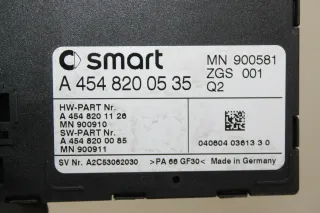 smart
MN 900581
A 454 820 05 35
ZGS 001
Q2
HW-PART Nr.
A 454 820 11 26
MN 900910
SW-PART Nr.
A 454 820 00 85
MN 900911
040604 03613 3 0
SV Nr. A2C53062030 >PA 66 GF30< Made in Germany